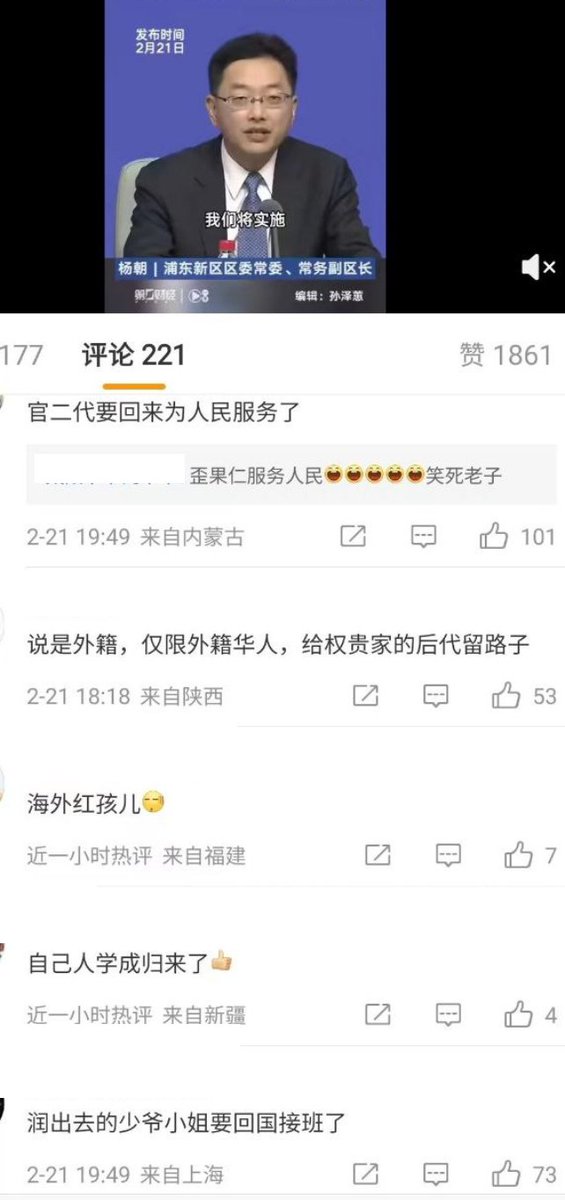 发布时间
2月21日
我们将实施
杨朝｜浦东新区区委常委、常务副区长
编辑：孙泽蕙
177 评论 221 赞 1861
官二代要回来为人民服务了
歪果仁服务人民😂😂😂😂😂笑死老子
2-21 19:49 来自内蒙古 101
说是外籍，仅限外籍华人，给权贵家的后代留路子
2-21 18:18 来自陕西 53
海外红孩儿
近一小时热评 来自福建 7
自己人学成归来了👍
近一小时热评 来自新疆 4
润出去的少爷小姐要回国接班了
2-21 19:49 来自上海 73